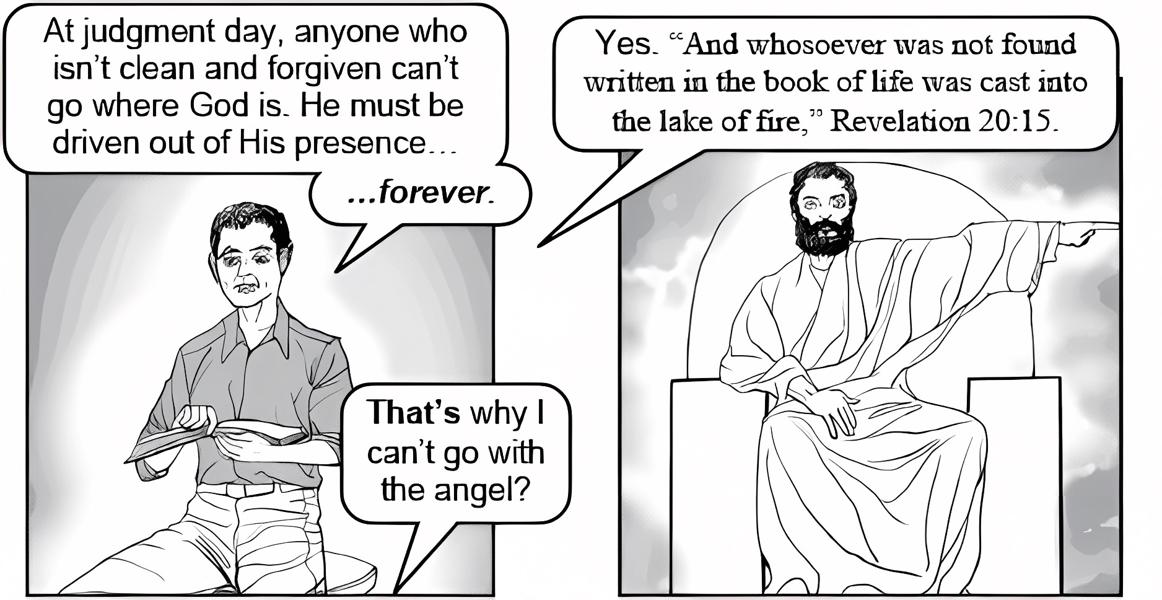 At judgment day, anyone who
isn't clean and forgiven can't
go where God is. He must be
driven out of His presence...
...forever.
That's why I
can't go with
the angel?
Yes. “And whosoever was not found
written in the book of life was cast into
the lake of fire,” Revelation 20:15.